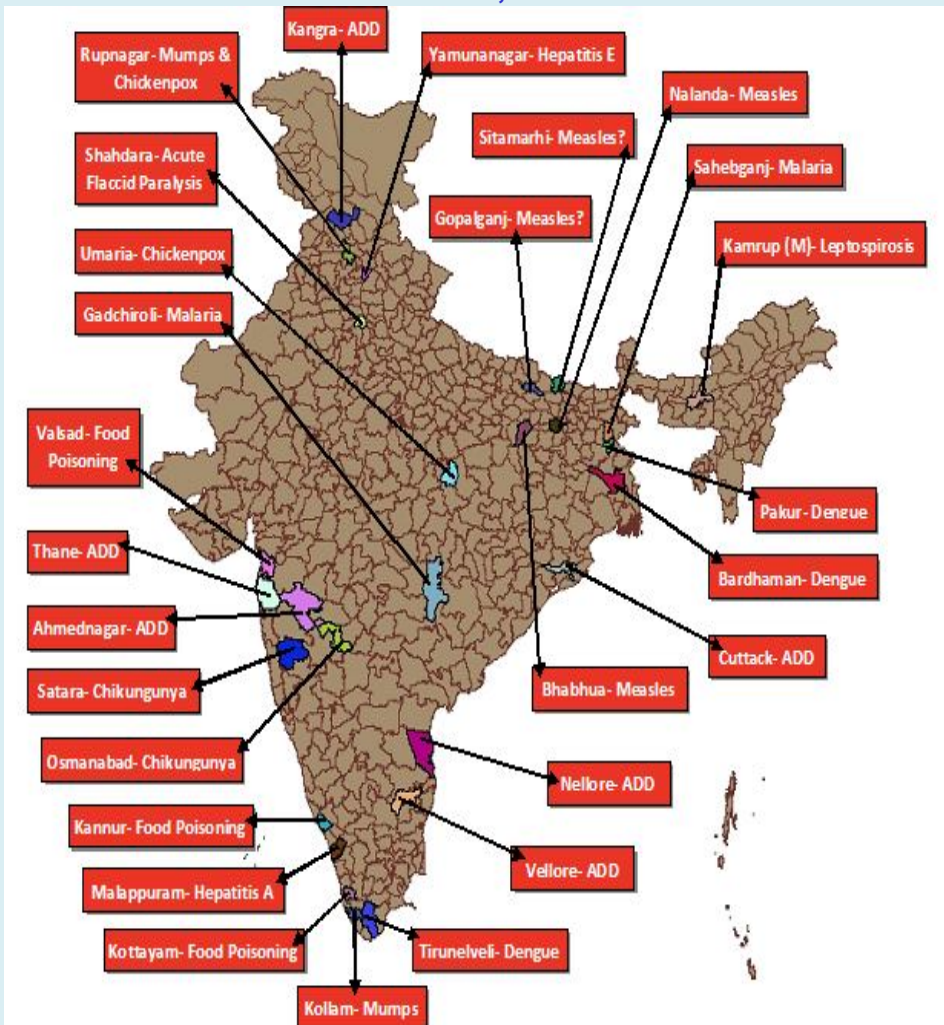 Kangra- ADD
Rupnagar- Mumps &
Chickenpox
Yamunanagar- Hepatitis E
Nalanda- Measles
Sitamarhi- Measles?
Shahdara- Acute
Flaccid Paralysis
Sahebganj- Malaria
Gopalganj- Measles?
Umaria- Chickenpox
Kamrup (M)- Leptospirosis
Gadchiroli- Malaria
Valsad- Food
Poisoning
Pakur- Dengue
Thane- ADD
Bardhaman- Dengue
Ahmednagar- ADD
Cuttack- ADD
Satara- Chikungunya
Bhabhua- Measles
Osmanabad- Chikungunya
Nellore- ADD
Kannur- Food Poisoning
Vellore- ADD
Malappuram- Hepatitis A
Kottayam- Food Poisoning
Tirunelveli- Dengue
Kollam- Mumps